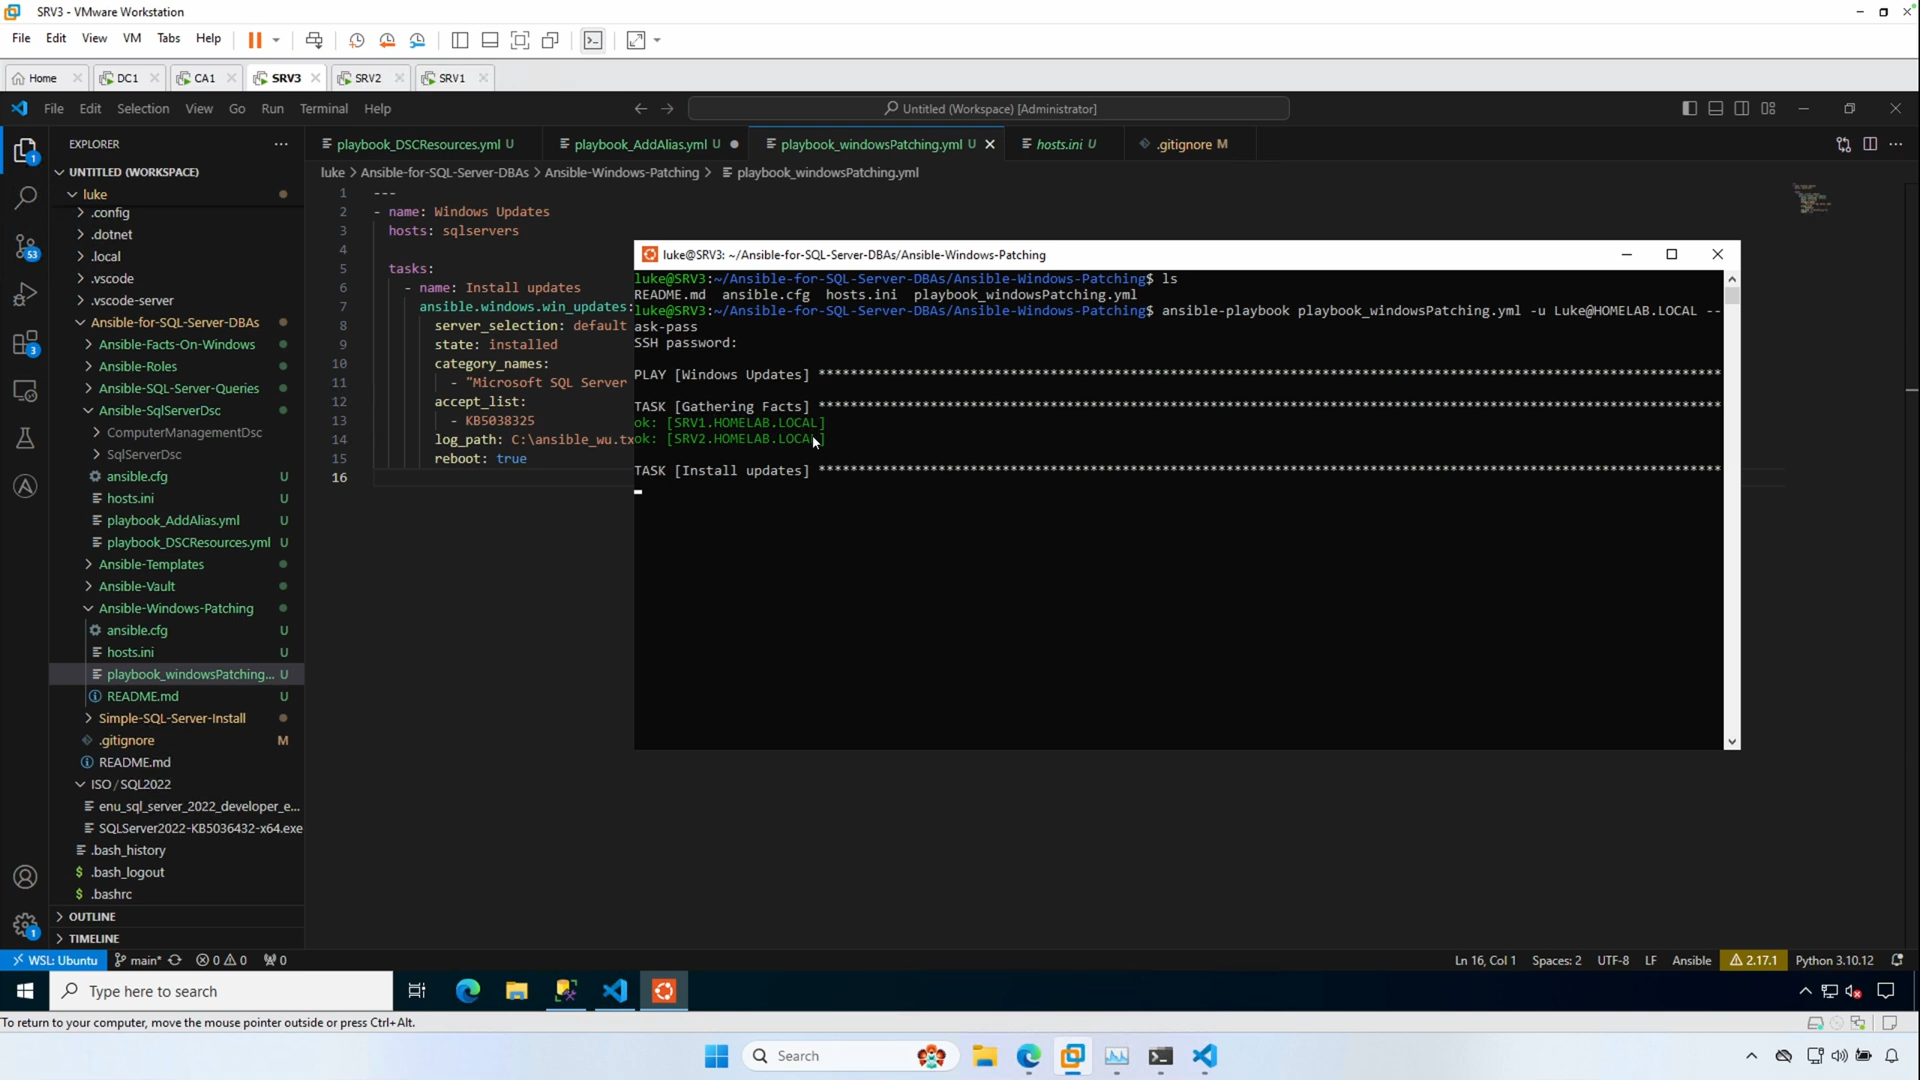 SRV3 - VMware Workstation
File Edit View VM Tabs Help
Home DC1 CA1 SRV3 SRV2 SRV1
File Edit Selection View Go Run Terminal Help
Untitled (Workspace) [Administrator]
EXPLORER
playbook_DSCResources.yml U
playbook_AddAlias.yml U
playbook_windowsPatching.yml U
hosts.ini U
.gitignore M
luke > Ansible-for-SQL-Server-DBAs > Ansible-Windows-Patching > playbook_windowsPatching.yml
UNTITLED (WORKSPACE)
luke
.config
.dotnet
.local
.vscode
.vscode-server
Ansible-for-SQL-Server-DBAs
Ansible-Facts-On-Windows
Ansible-Roles
Ansible-SQL-Server-Queries
Ansible-SqlServerDsc
ComputerManagementDsc
SqlServerDsc
ansible.cfg U
hosts.ini U
playbook_AddAlias.yml U
playbook_DSCResources.yml U
Ansible-Templates
Ansible-Vault
Ansible-Windows-Patching
ansible.cfg U
hosts.ini U
playbook_windowsPatching... U
README.md U
Simple-SQL-Server-Install
.gitignore M
README.md
ISO / SQL2022
enu_sql_server_2022_developer_e...
SQLServer2022-KB5036432-x64.exe
.bash_history
.bash_logout
.bashrc
OUTLINE
TIMELINE
1
53
3
1
1 ---
2 - name: Windows Updates
3 hosts: sqlservers
4
5 tasks:
6 - name: Install updates
7 ansible.windows.win_updates:
8 server_selection: default
9 state: installed
10 category_names:
11 - "Microsoft SQL Server
12 accept_list:
13 - KB5038325
14 log_path: C:\ansible_wu.tx
15 reboot: true
16
luke@SRV3: ~/Ansible-for-SQL-Server-DBAs/Ansible-Windows-Patching
luke@SRV3:~/Ansible-for-SQL-Server-DBAs/Ansible-Windows-Patching$ ls
README.md ansible.cfg hosts.ini playbook_windowsPatching.yml
luke@SRV3:~/Ansible-for-SQL-Server-DBAs/Ansible-Windows-Patching$ ansible-playbook playbook_windowsPatching.yml -u Luke@HOMELAB.LOCAL --
ask-pass
SSH password:
PLAY [Windows Updates] ****************************************************************************************************************
TASK [Gathering Facts] ****************************************************************************************************************
ok: [SRV1.HOMELAB.LOCAL]
ok: [SRV2.HOMELAB.LOCAL]
TASK [Install updates] ****************************************************************************************************************
WSL: Ubuntu main* 0 0 0 Ln 16, Col 1 Spaces: 2 UTF-8 LF Ansible 2.17.1 Python 3.10.12
Type here to search
To return to your computer, move the mouse pointer outside or press Ctrl+Alt.
Search